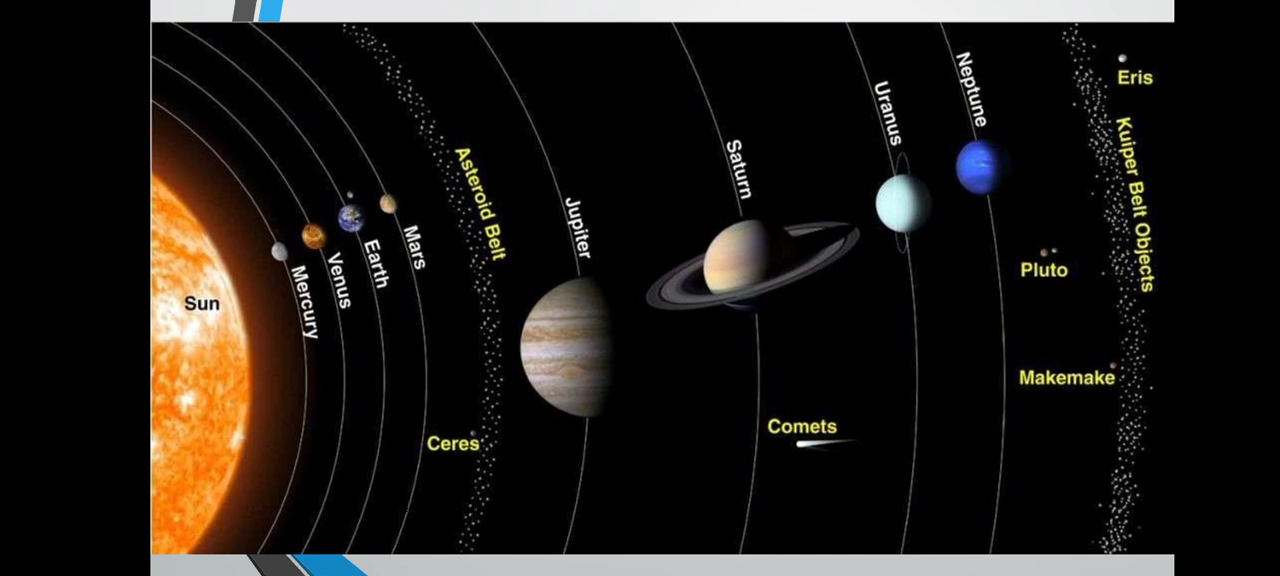 Sun
Mercury
Venus
Earth
Mars
Asteroid Belt
Ceres
Jupiter
Saturn
Comets
Uranus
Neptune
Pluto
Makemake
Eris
Kuiper Belt Objects